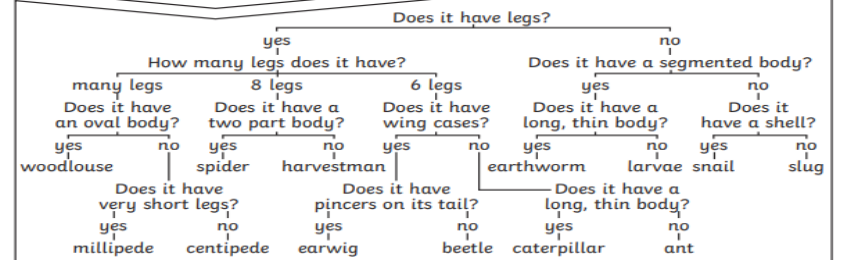 Does it have legs?
yes no
How many legs does it have? Does it have a segmented body?
many legs 8 legs 6 legs yes no
Does it have Does it have a Does it have Does it have a Does it
an oval body? two part body? wing cases? long, thin body? have a shell?
yes no yes no yes no yes no yes no
woodlouse spider harvestman earthworm larvae snail slug
Does it have Does it have Does it have a
very short legs? pincers on its tail? long, thin body?
yes no yes no yes no
millipede centipede earwig beetle caterpillar ant